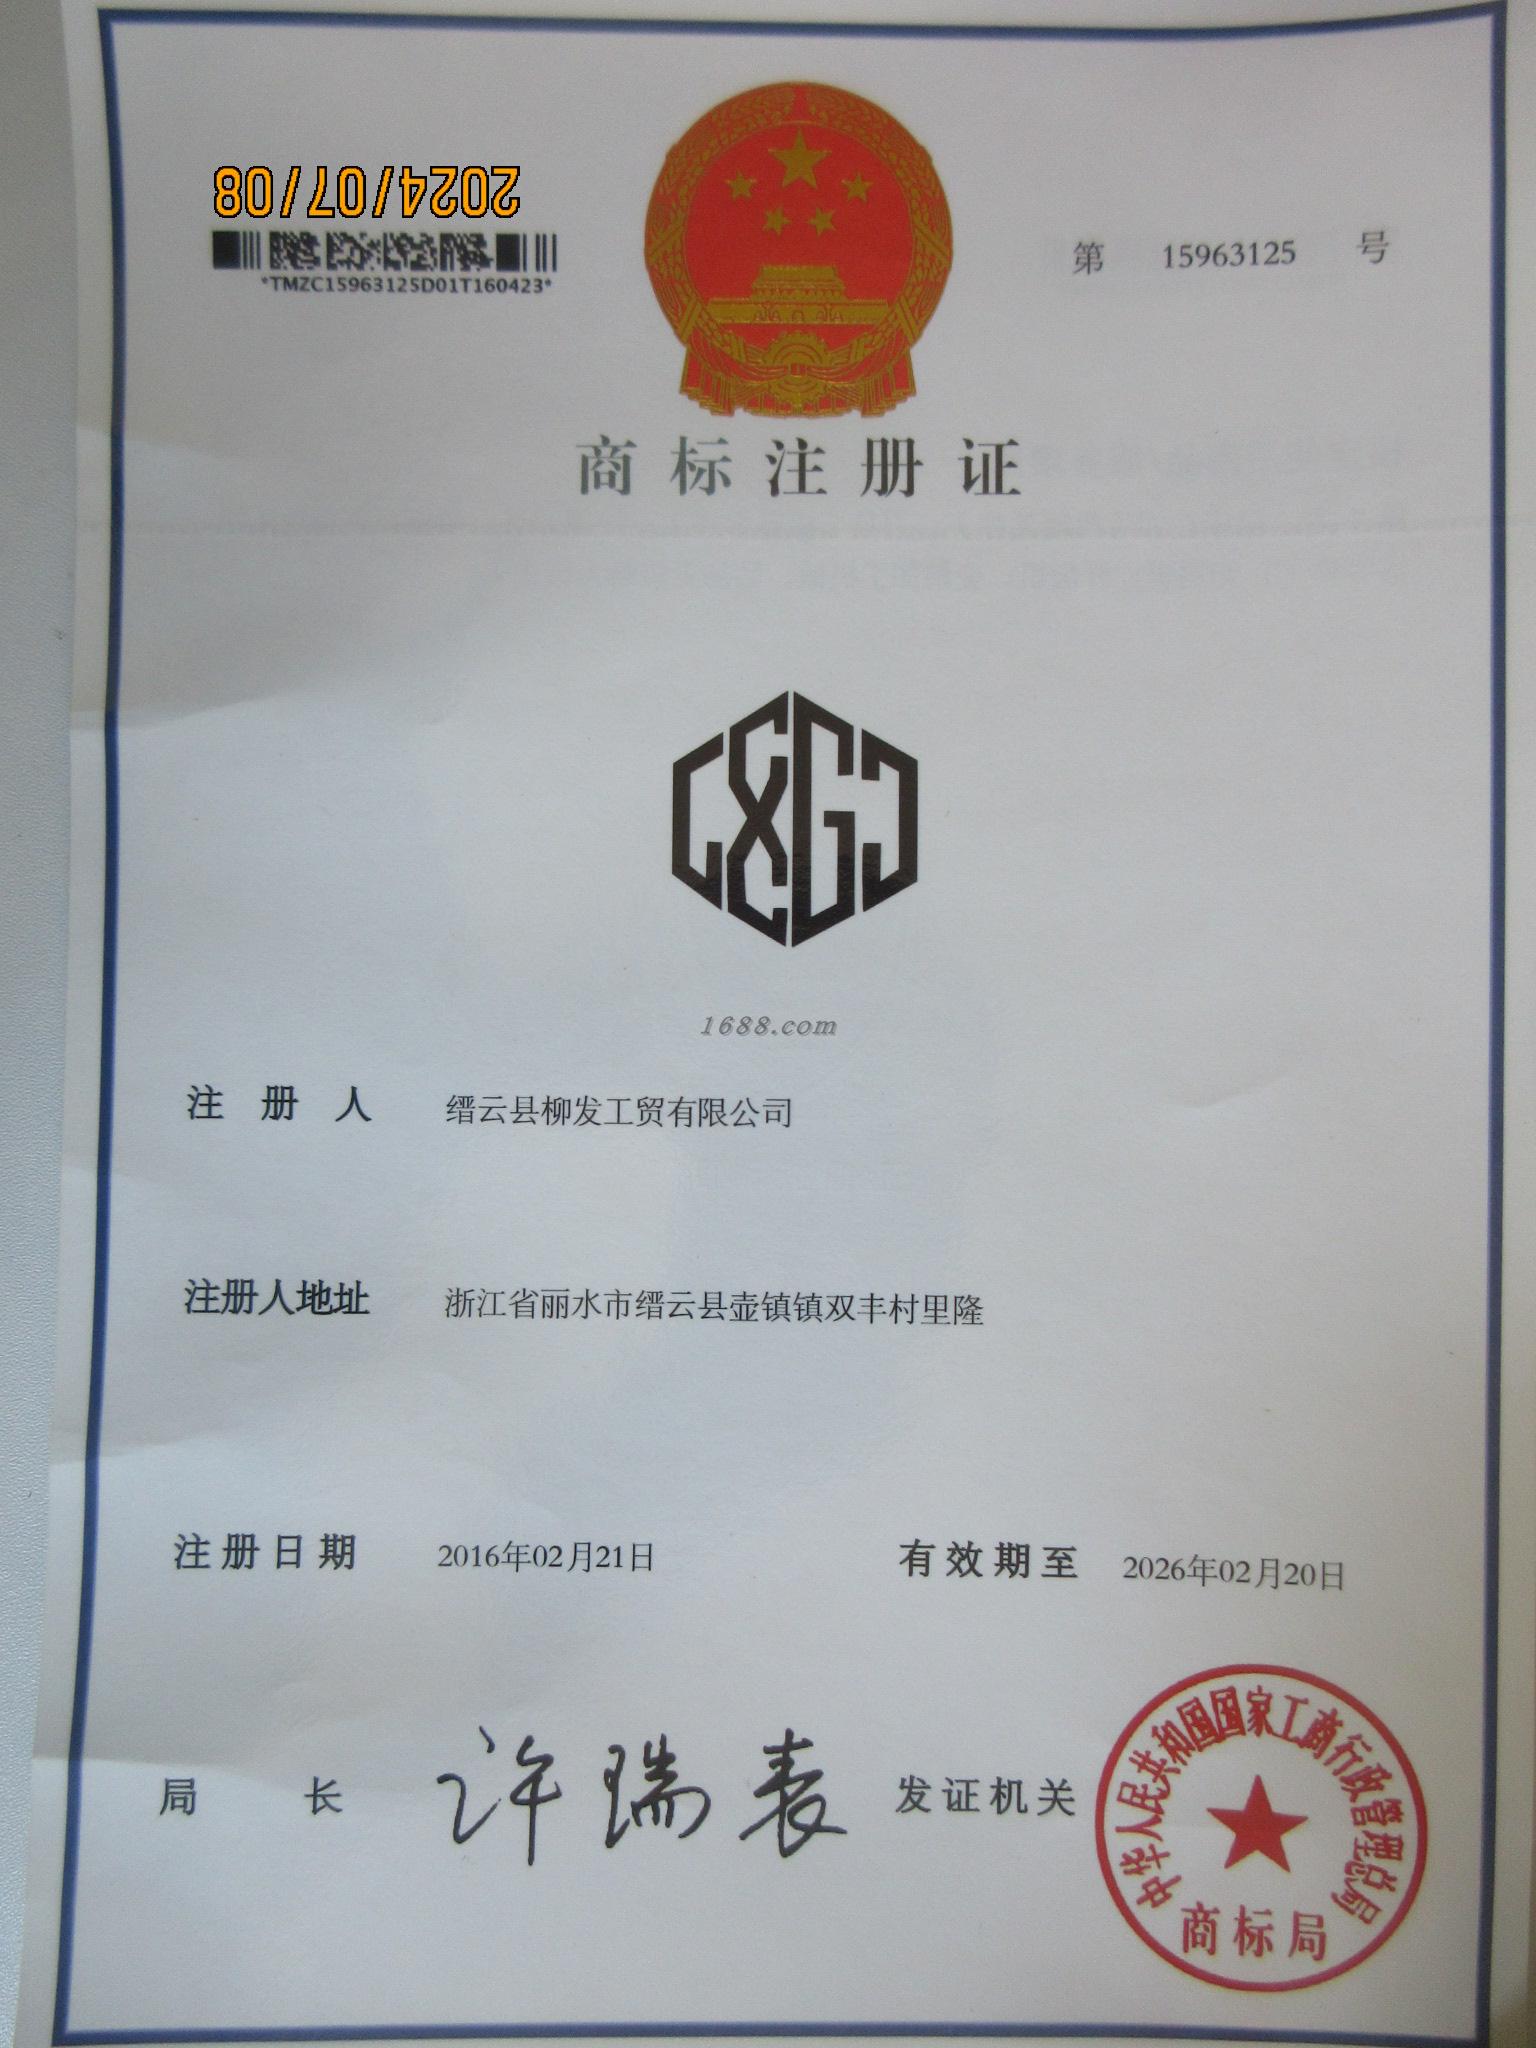 2024/07/08
*TMZC15963125D01T160423*
第 15963125 号
商标注册证
1688.com
注册人 缙云县柳发工贸有限公司
注册人地址 浙江省丽水市缙云县壶镇镇双丰村里隆
注册日期 2016年02月21日 有效期至 2026年02月20日
局长 许瑞表 发证机关
中华人民共和国国家工商行政管理总局
商标局